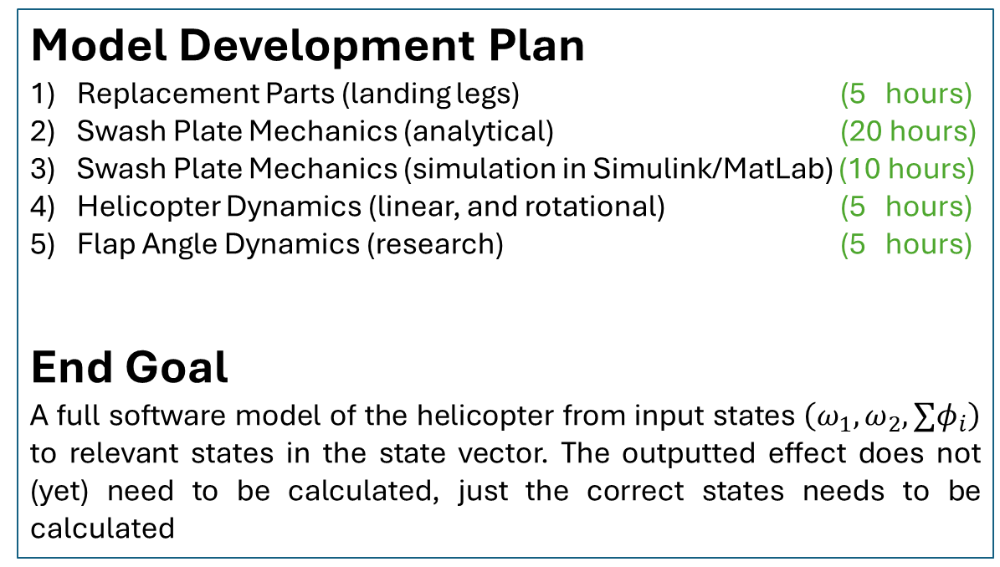 Model Development Plan
1) Replacement Parts (landing legs) (5 hours)
2) Swash Plate Mechanics (analytical) (20 hours)
3) Swash Plate Mechanics (simulation in Simulink/MatLab) (10 hours)
4) Helicopter Dynamics (linear, and rotational) (5 hours)
5) Flap Angle Dynamics (research) (5 hours)
End Goal
A full software model of the helicopter from input states (ω₁, ω₂, ∑ϕᵢ)
to relevant states in the state vector. The outputted effect does not
(yet) need to be calculated, just the correct states needs to be
calculated